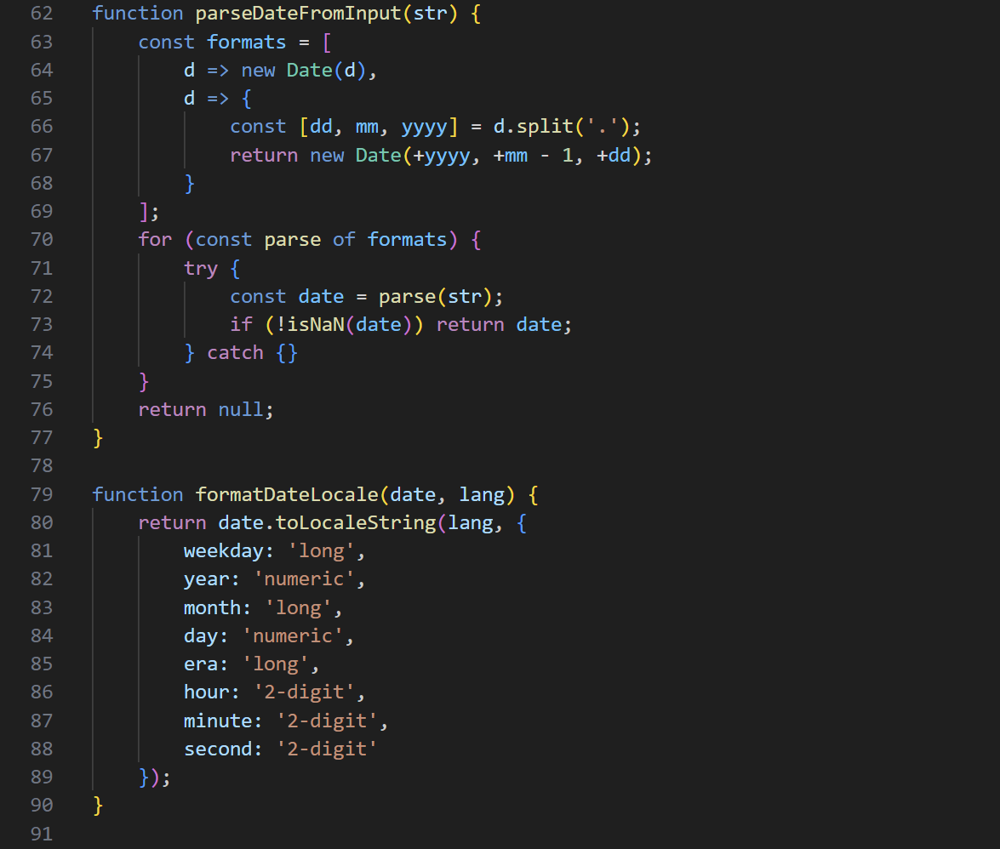 62 function parseDateFromInput(str) {
63     const formats = [
64         d => new Date(d),
65         d => {
66             const [dd, mm, yyyy] = d.split('.');
67             return new Date(+yyyy, +mm - 1, +dd);
68         }
69     ];
70     for (const parse of formats) {
71         try {
72             const date = parse(str);
73             if (!isNaN(date)) return date;
74         } catch {}
75     }
76     return null;
77 }
78
79 function formatDateLocale(date, lang) {
80     return date.toLocaleString(lang, {
81         weekday: 'long',
82         year: 'numeric',
83         month: 'long',
84         day: 'numeric',
85         era: 'long',
86         hour: '2-digit',
87         minute: '2-digit',
88         second: '2-digit'
89     });
90 }
91